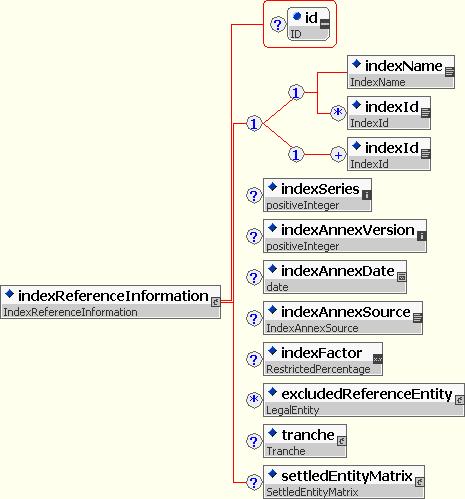 ? id
ID
indexName
IndexName
1
* indexId
IndexId
1
1 + indexId
IndexId
? indexSeries
positiveInteger
? indexAnnexVersion
positiveInteger
? indexAnnexDate
date
indexReferenceInformation
IndexReferenceInformation
? indexAnnexSource
IndexAnnexSource
? indexFactor
RestrictedPercentage
* excludedReferenceEntity
LegalEntity
? tranche
Tranche
? settledEntityMatrix
SettledEntityMatrix